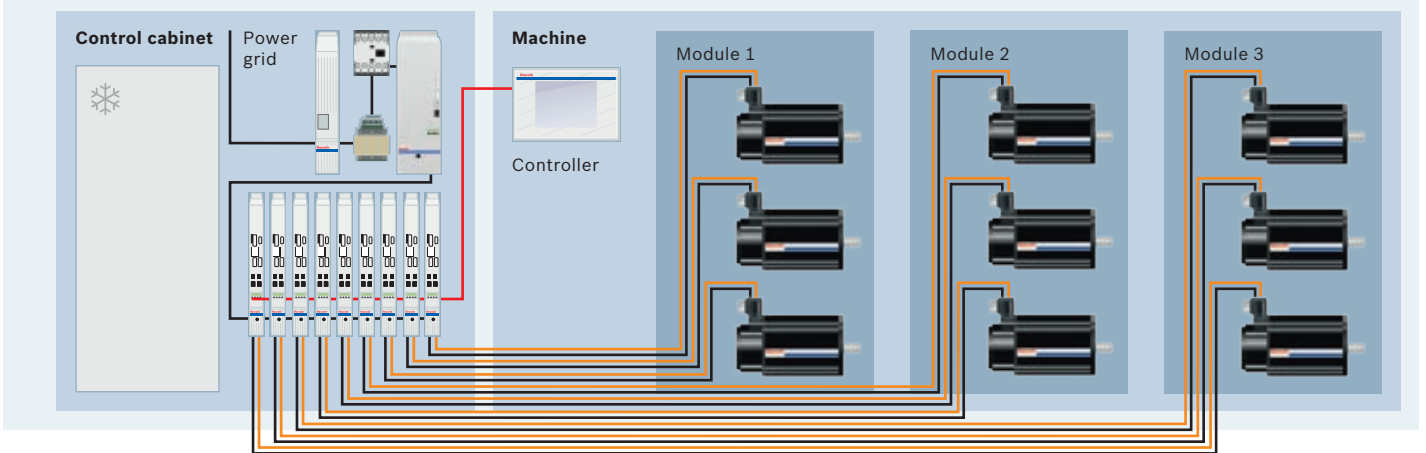 Control cabinet
Power
grid
Machine
Controller
Module 1
Module 2
Module 3